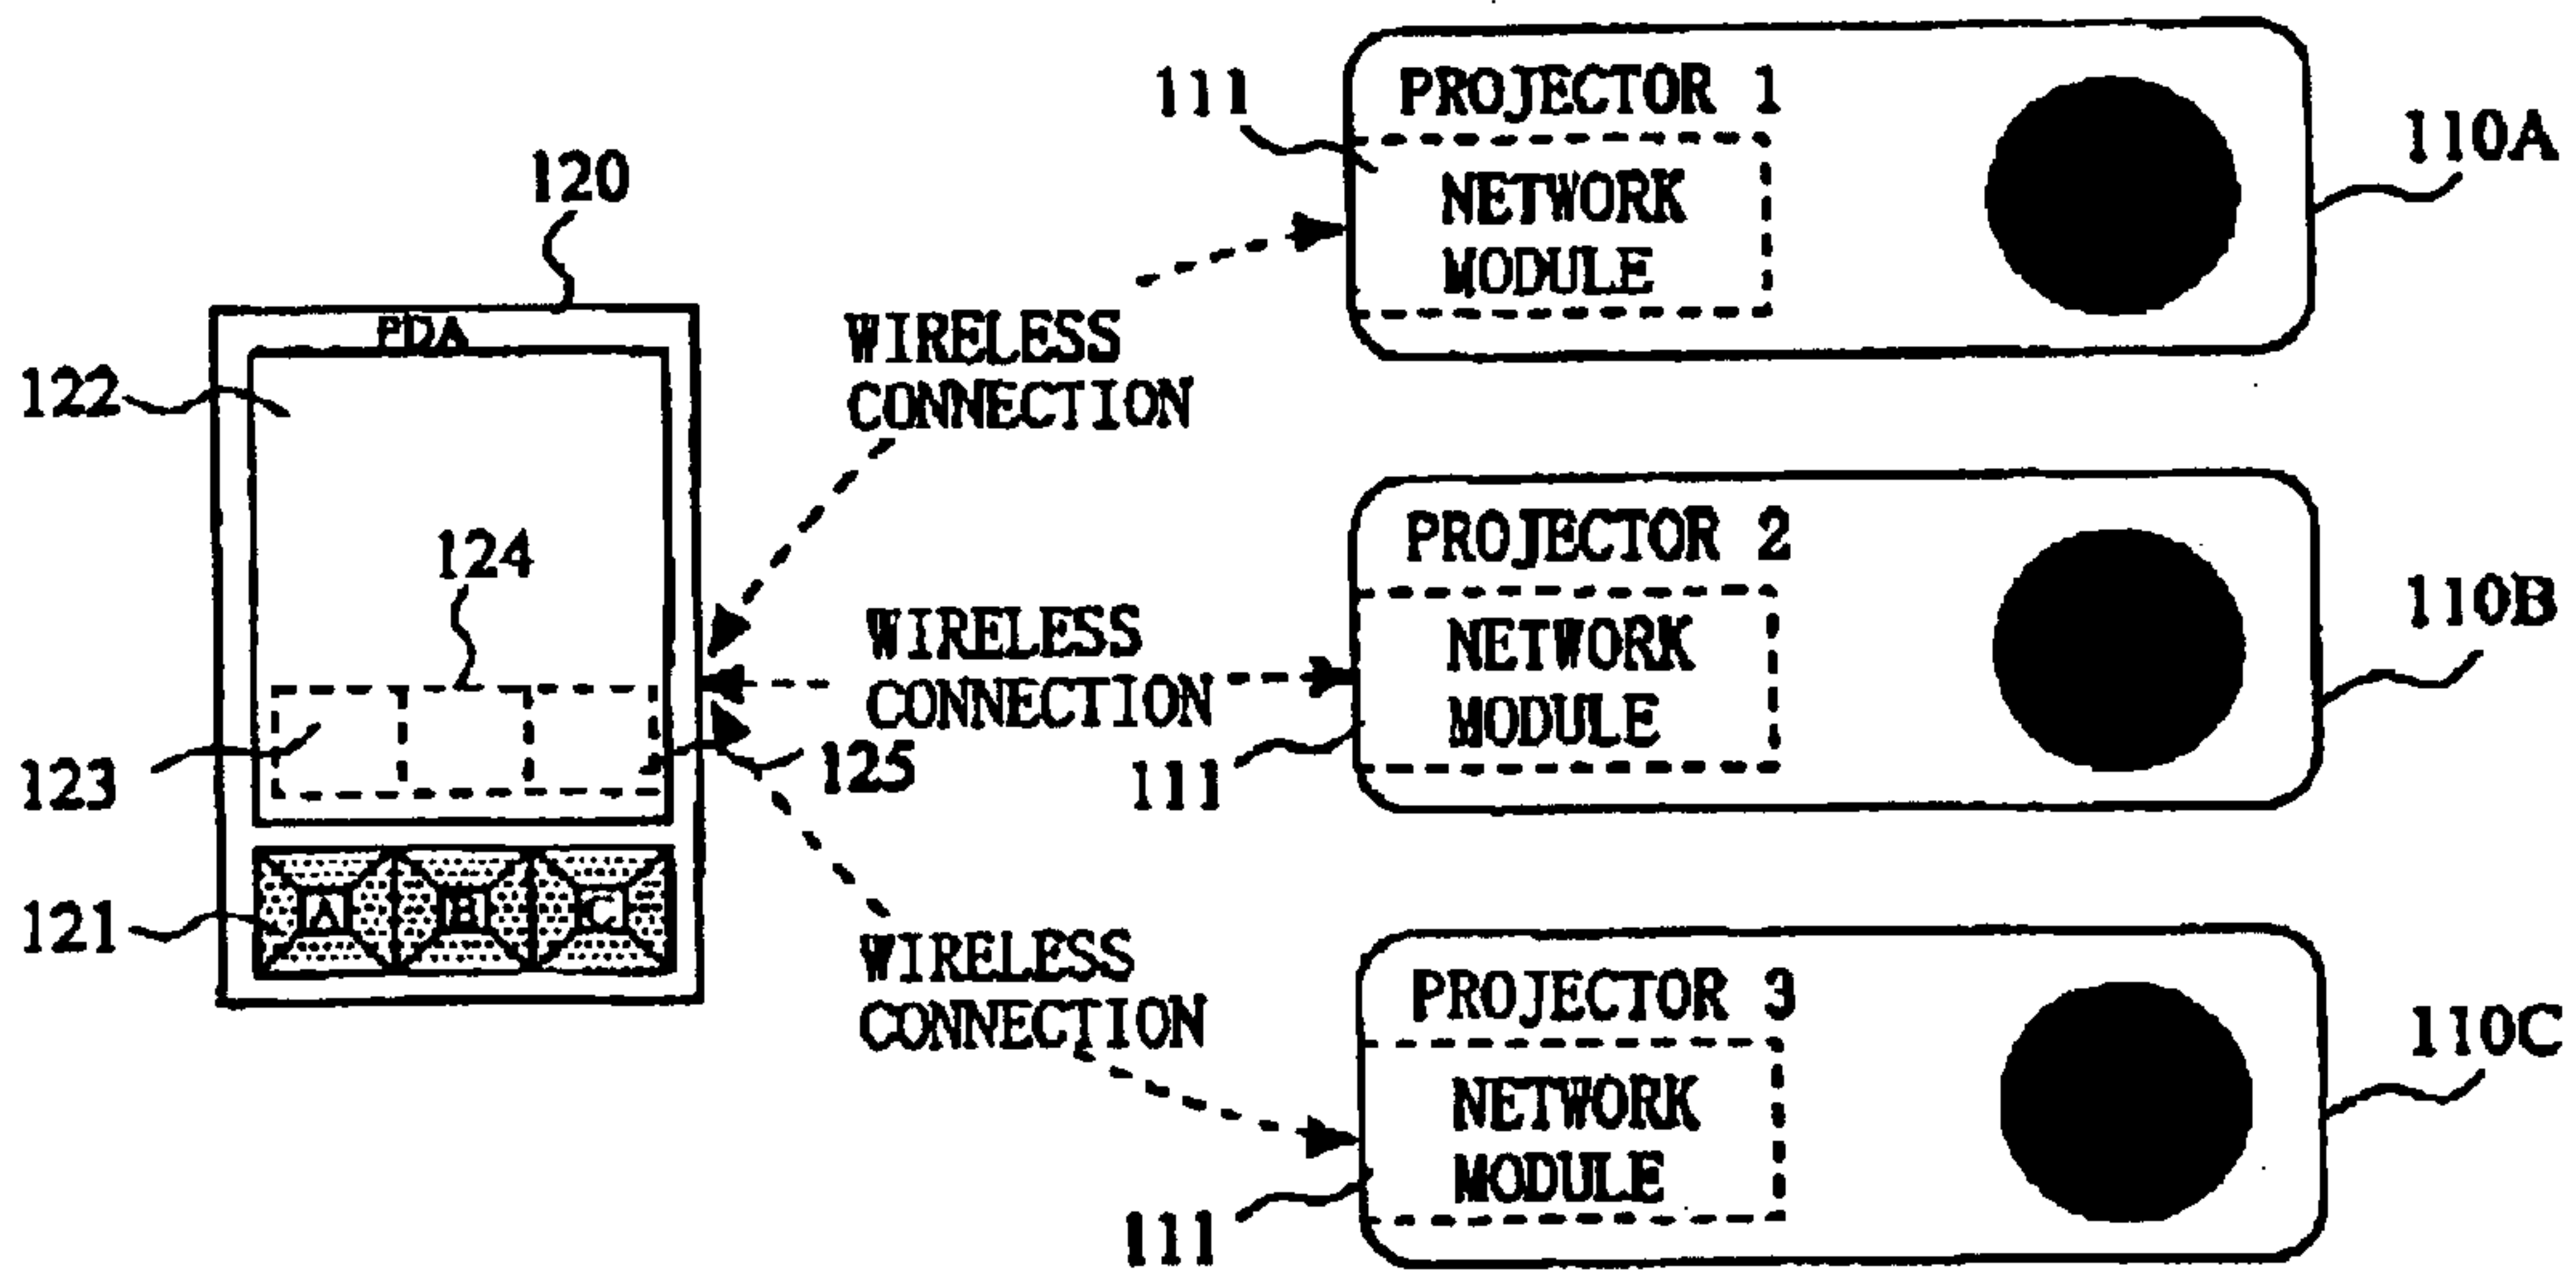 120
PDA
122
124
123
125
121
A B C
WIRELESS
CONNECTION
WIRELESS
CONNECTION
WIRELESS
CONNECTION
111
PROJECTOR 1
NETWORK
MODULE
110A
PROJECTOR 2
NETWORK
MODULE
111
110B
PROJECTOR 3
NETWORK
MODULE
111
110C